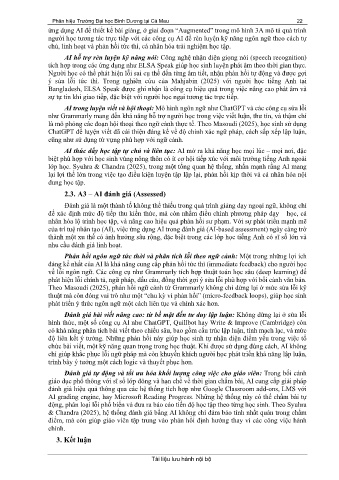 Phân hiệu Trường Đại học Bình Dương tại Cà Mau 22
ứng dụng AI để thiết kế bài giảng, ở giai đoạn “Augmented” trong mô hình 3A mô tả quá trình
người học tương tác trực tiếp với các công cụ AI để rèn luyện kỹ năng ngôn ngữ theo cách tự
chủ, linh hoạt và phản hồi tức thì, cá nhân hóa trải nghiệm học tập.
AI hỗ trợ rèn luyện kỹ năng nói: Công nghệ nhận diện giọng nói (speech recognition)
tích hợp trong các ứng dụng như ELSA Speak giúp học sinh luyện phát âm theo thời gian thực.
Người học có thể phát hiện lỗi sai cụ thể đến từng âm tiết, nhận phản hồi tự động và được gợi
ý sửa lỗi tức thì. Trong nghiên cứu của Mahjabin (2025) với người học tiếng Anh tại
Bangladesh, ELSA Speak được ghi nhận là công cụ hiệu quả trong việc nâng cao phát âm và
sự tự tin khi giao tiếp, đặc biệt với người học ngại tương tác trực tiếp.
AI trong luyện viết và hội thoại: Mô hình ngôn ngữ như ChatGPT và các công cụ sửa lỗi
như Grammarly mang đến khả năng hỗ trợ người học trong việc viết luận, thư tín, và thậm chí
là mô phỏng các đoạn hội thoại theo ngữ cảnh thực tế. Theo Masoudi (2025), học sinh sử dụng
ChatGPT để luyện viết đã cải thiện đáng kể về độ chính xác ngữ pháp, cách sắp xếp lập luận,
cũng như sử dụng từ vựng phù hợp với ngữ cảnh.
AI thúc đẩy học tập tự chủ và liên tục: AI mở ra khả năng học mọi lúc – mọi nơi, đặc
biệt phù hợp với học sinh vùng nông thôn có ít cơ hội tiếp xúc với môi trường tiếng Anh ngoài
lớp học. Syahru & Chandra (2025), trong một tổng quan hệ thống, nhấn mạnh rằng AI mang
lại lợi thế lớn trong việc tạo điều kiện luyện tập lặp lại, phản hồi kịp thời và cá nhân hóa nội
dung học tập.
2.3. A3 – AI đánh giá (Assessed)
Đánh giá là một thành tố không thể thiếu trong quá trình giảng dạy ngoại ngữ, không chỉ
để xác định mức độ tiếp thu kiến thức, mà còn nhằm điều chỉnh phương pháp dạy học, cá
nhân hóa lộ trình học tập, và nâng cao hiệu quả phản hồi sư phạm. Với sự phát triển mạnh mẽ
của trí tuệ nhân tạo (AI), việc ứng dụng AI trong đánh giá (AI-based assessment) ngày càng trở
thành một xu thế có ảnh hưởng sâu rộng, đặc biệt trong các lớp học tiếng Anh có sĩ số lớn và
nhu cầu đánh giá linh hoạt.
Phản hồi ngôn ngữ tức thời và phân tích lỗi theo ngữ cảnh: Một trong những lợi ích
đáng kể nhất của AI là khả năng cung cấp phản hồi tức thì (immediate feedback) cho người học
về lỗi ngôn ngữ. Các công cụ như Grammarly tích hợp thuật toán học sâu (deep learning) để
phát hiện lỗi chính tả, ngữ pháp, dấu câu, đồng thời gợi ý sửa lỗi phù hợp với bối cảnh văn bản.
Theo Masoudi (2025), phản hồi ngữ cảnh từ Grammarly không chỉ dừng lại ở mức sửa lỗi kỹ
thuật mà còn đóng vai trò như một “chu kỳ vi phản hồi” (micro-feedback loops), giúp học sinh
phát triển ý thức ngôn ngữ một cách liên tục và chính xác hơn.
Đánh giá bài viết nâng cao: từ bề mặt đến tư duy lập luận: Không dừng lại ở sửa lỗi
hình thức, một số công cụ AI như ChatGPT, Quillbot hay Write & Improve (Cambridge) còn
có khả năng phân tích bài viết theo chiều sâu, bao gồm cấu trúc lập luận, tính mạch lạc, và mức
độ liên kết ý tưởng. Những phản hồi này giúp học sinh tự nhận diện điểm yếu trong việc tổ
chức bài viết, một kỹ năng quan trọng trong học thuật. Khi được sử dụng đúng cách, AI không
chỉ giúp khắc phục lỗi ngữ pháp mà còn khuyến khích người học phát triển khả năng lập luận,
trình bày ý tưởng một cách logic và thuyết phục hơn.
Đánh giá tự động và tối ưu hóa khối lượng công việc cho giáo viên: Trong bối cảnh
giáo dục phổ thông với sĩ số lớp đông và hạn chế về thời gian chấm bài, AI cung cấp giải pháp
đánh giá hiệu quả thông qua các hệ thống tích hợp như Google Classroom add-ons, LMS với
AI grading engine, hay Microsoft Reading Progress. Những hệ thống này có thể chấm bài tự
động, phân loại lỗi phổ biến và đưa ra báo cáo tiến độ học tập theo từng học sinh. Theo Syahru
& Chandra (2025), hệ thống đánh giá bằng AI không chỉ đảm bảo tính nhất quán trong chấm
điểm, mà còn giúp giáo viên tập trung vào phản hồi định hướng thay vì các công việc hành
chính.
3. Kết luận
Tài liệu lưu hành nội bộ